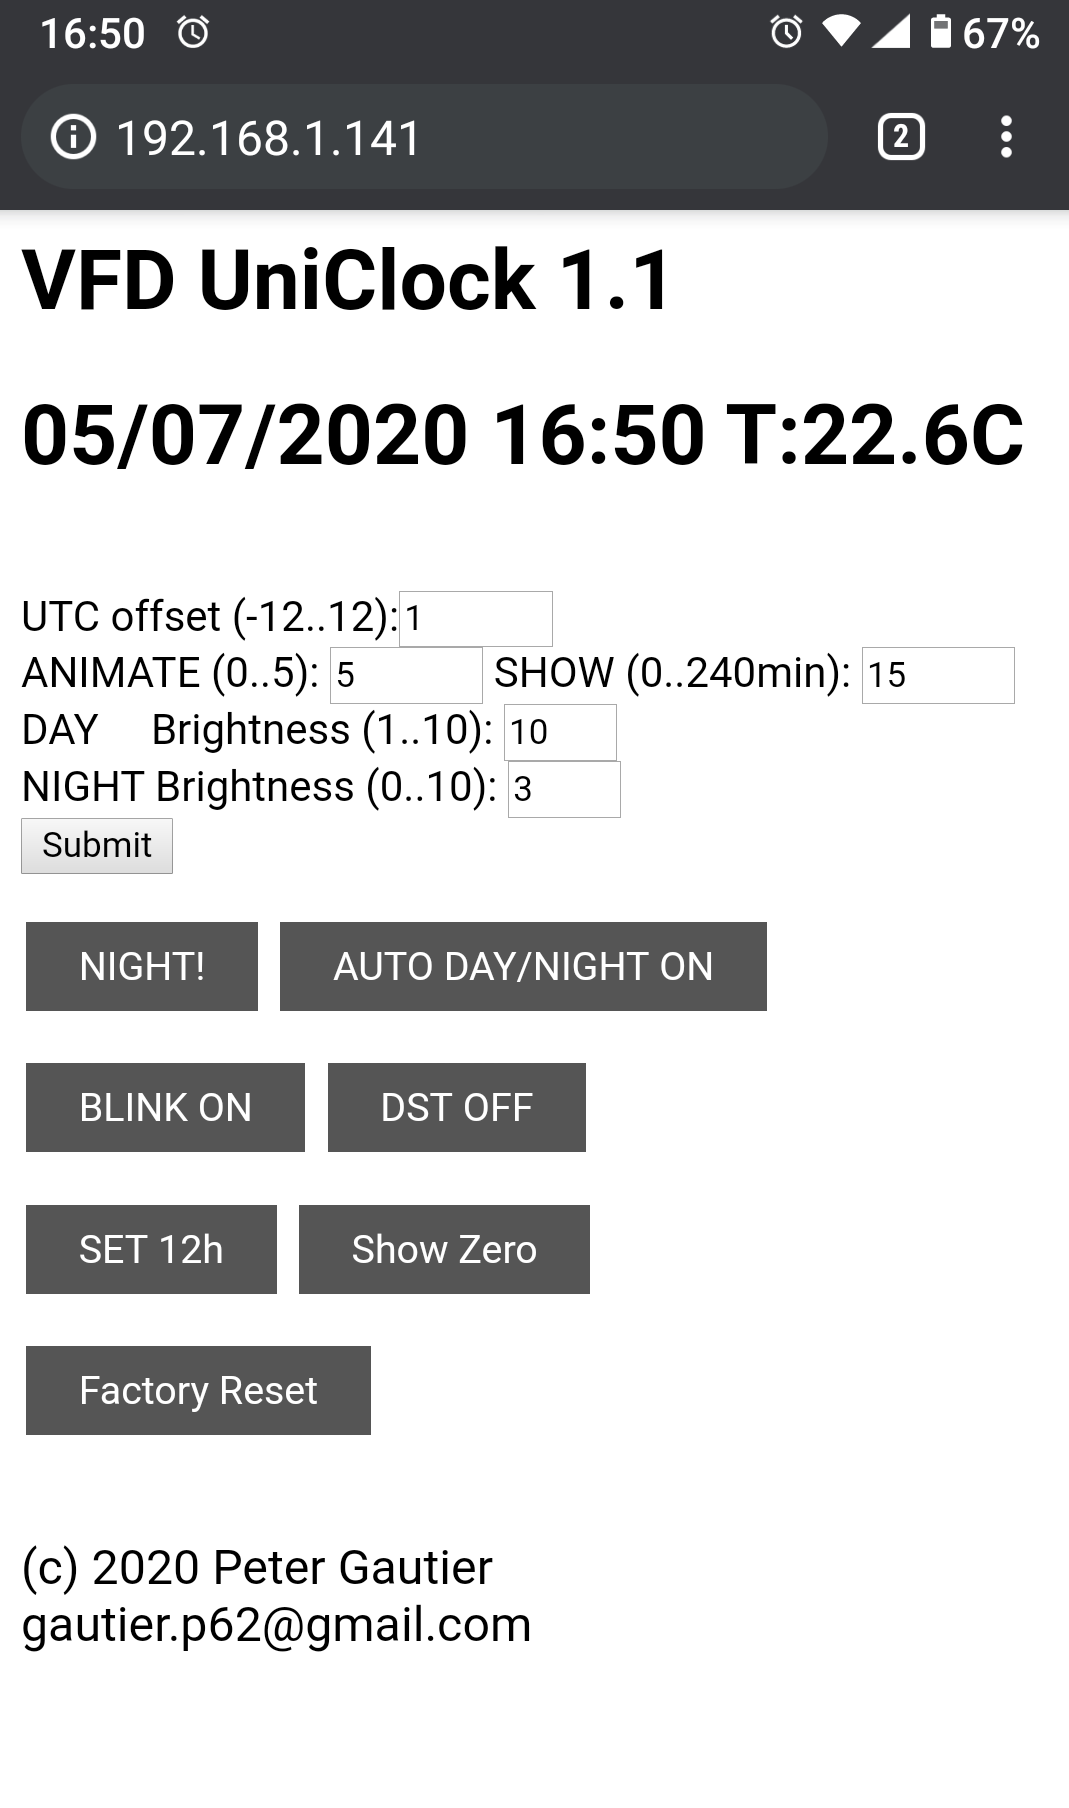 16:50 67%
192.168.1.141 2
VFD UniClock 1.1
05/07/2020 16:50 T:22.6C
UTC offset (-12..12): 1
ANIMATE (0..5): 5 SHOW (0..240min): 15
DAY Brightness (1..10): 10
NIGHT Brightness (0..10): 3
Submit
NIGHT! AUTO DAY/NIGHT ON
BLINK ON DST OFF
SET 12h Show Zero
Factory Reset
(c) 2020 Peter Gautier
gautier.p62@gmail.com